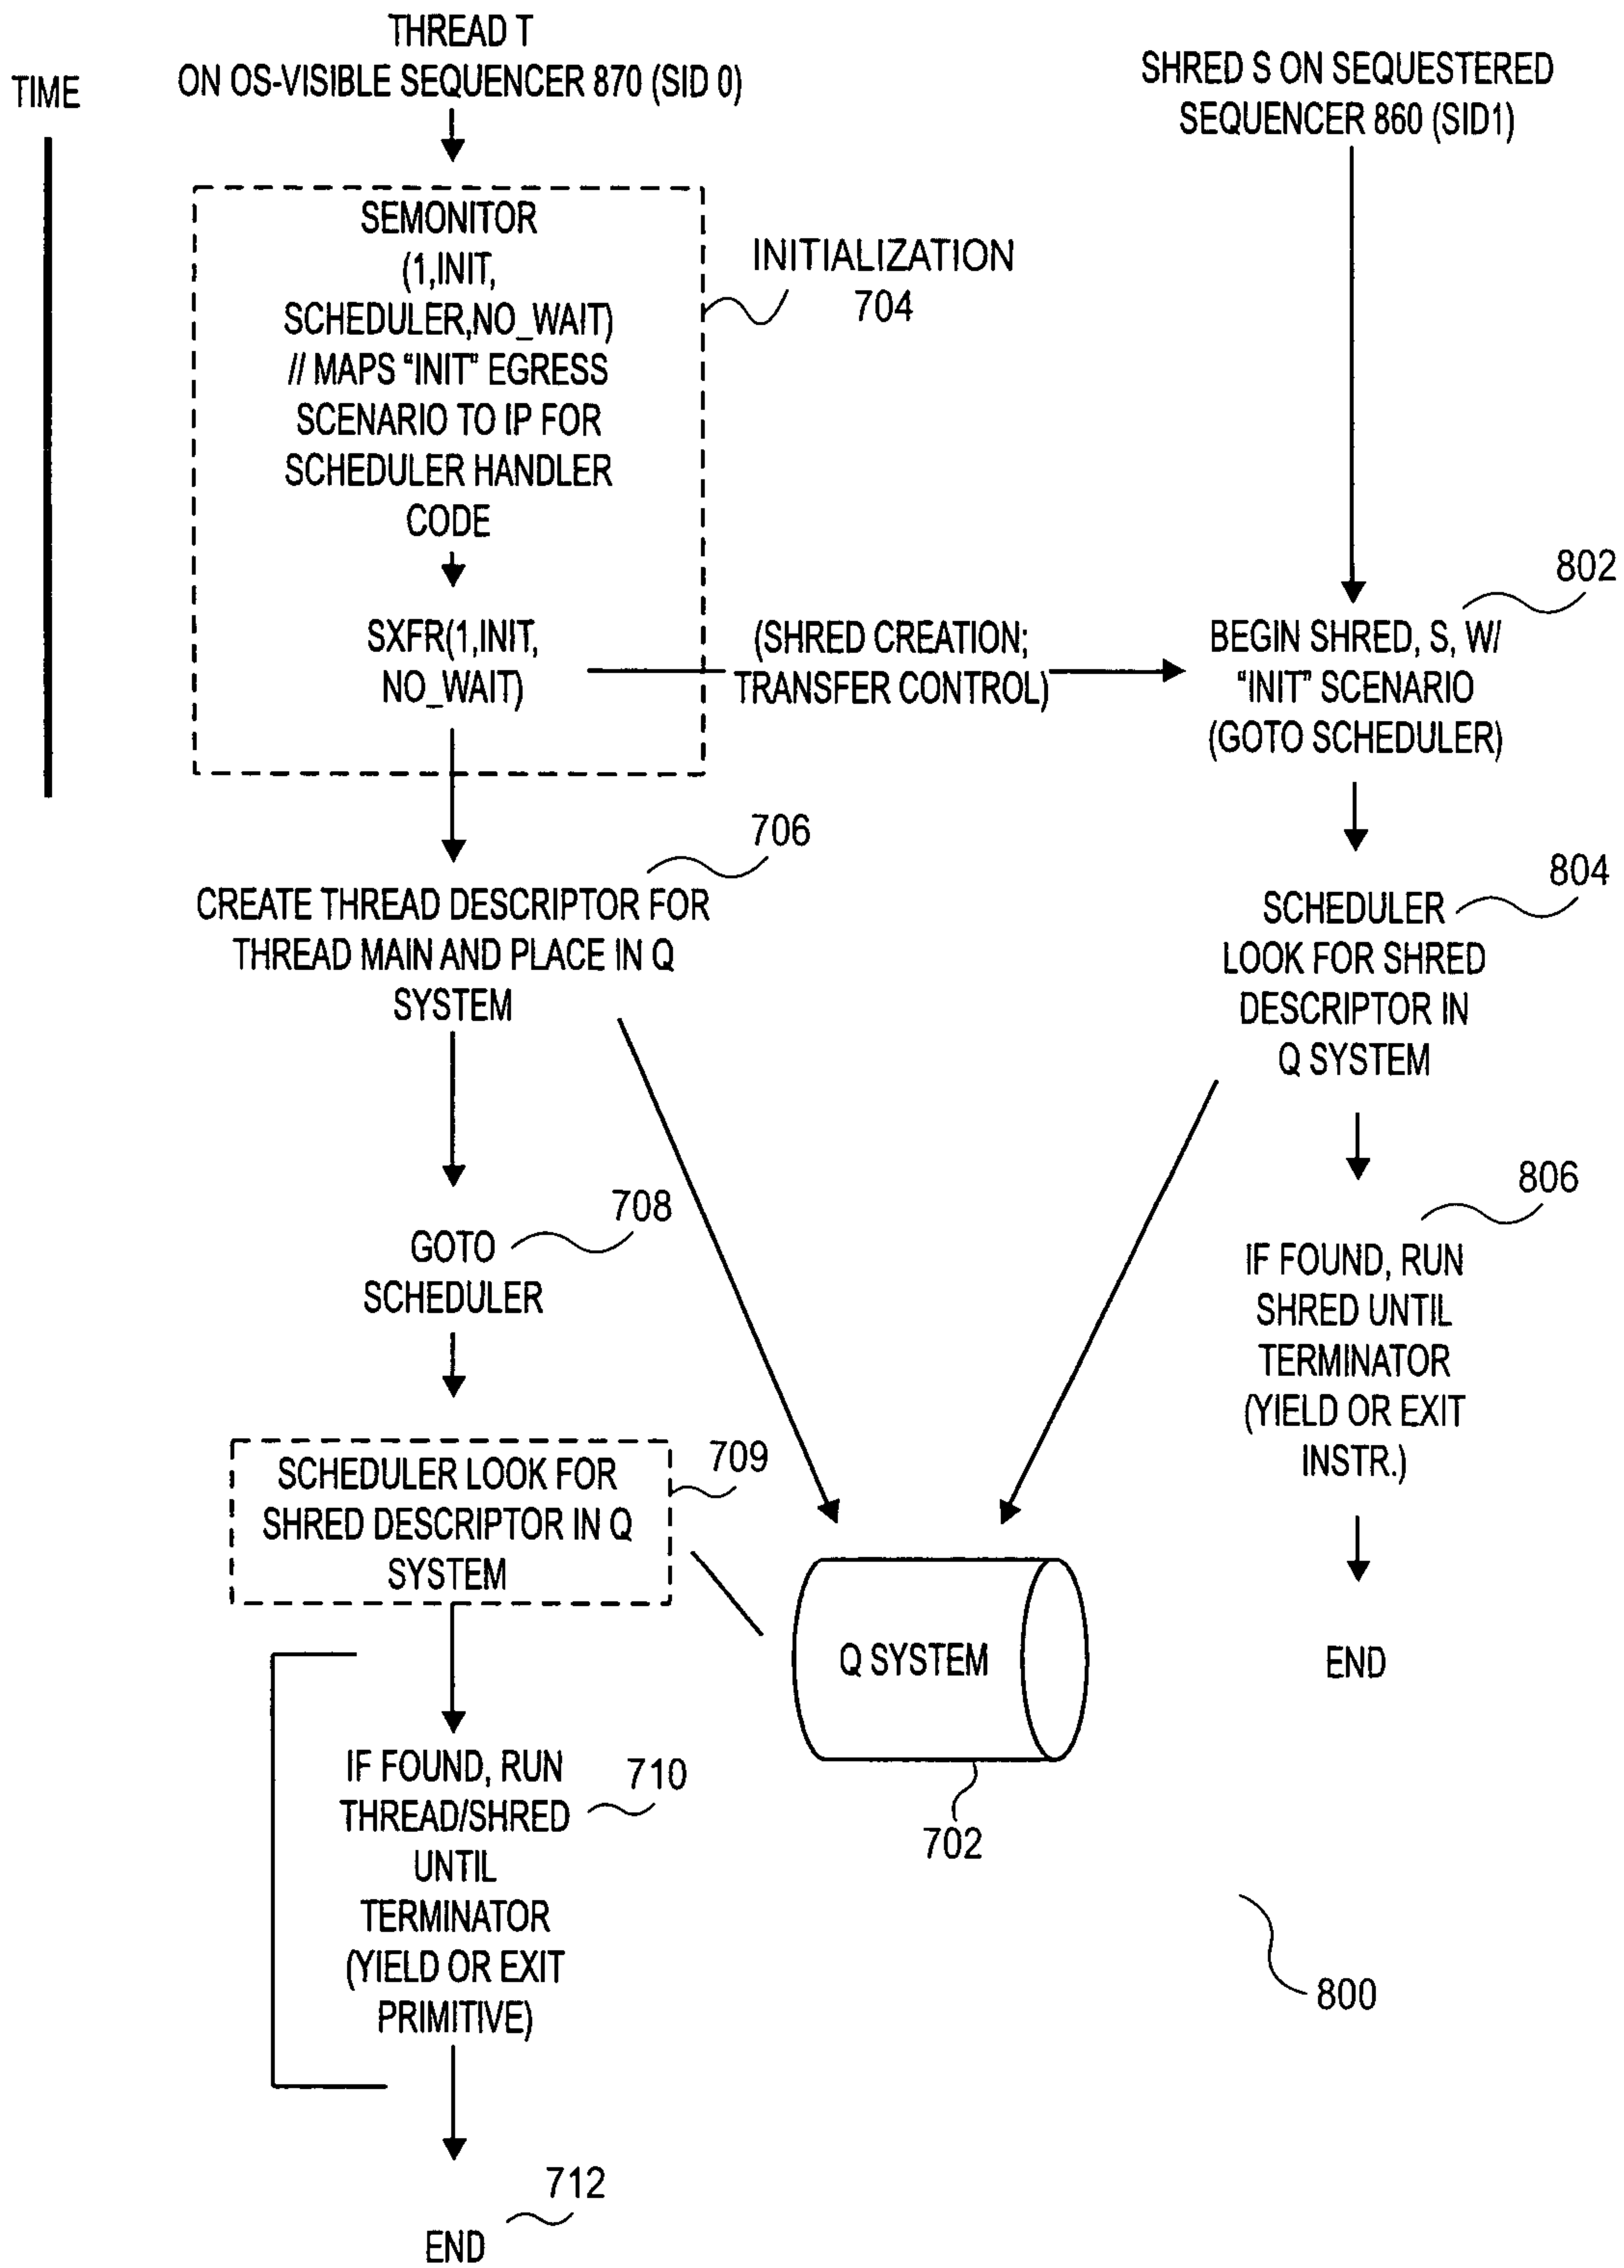 THREAD T
ON OS-VISIBLE SEQUENCER 870 (SID 0)
TIME
SHRED S ON SEQUESTERED
SEQUENCER 860 (SID1)
SEMONITOR
(1,INIT,
SCHEDULER,NO_WAIT)
// MAPS "INIT" EGRESS
SCENARIO TO IP FOR
SCHEDULER HANDLER
CODE
INITIALIZATION
704
SXFR(1,INIT,
NO_WAIT)
(SHRED CREATION;
TRANSFER CONTROL)
802
BEGIN SHRED, S, W/
"INIT" SCENARIO
(GOTO SCHEDULER)
706
CREATE THREAD DESCRIPTOR FOR
THREAD MAIN AND PLACE IN Q
SYSTEM
804
SCHEDULER
LOOK FOR SHRED
DESCRIPTOR IN
Q SYSTEM
708
GOTO
SCHEDULER
806
IF FOUND, RUN
SHRED UNTIL
TERMINATOR
(YIELD OR EXIT
INSTR.)
709
SCHEDULER LOOK FOR
SHRED DESCRIPTOR IN Q
SYSTEM
Q SYSTEM
702
END
IF FOUND, RUN
THREAD/SHRED
UNTIL
TERMINATOR
(YIELD OR EXIT
PRIMITIVE)
710
800
712
END